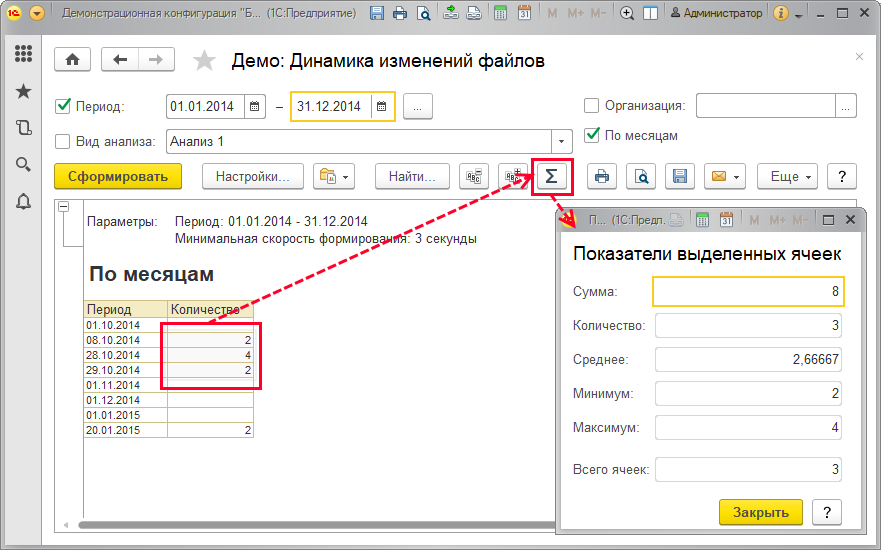 Демонстрационная конфигурация "Б... (1С:Предприятие) M M+ M- Администратор
Демо: Динамика изменений файлов
Период: 01.01.2014 – 31.12.2014 ... Организация: ...
Вид анализа: Анализ 1 По месяцам
Сформировать Настройки... Найти... Σ Еще ?
Параметры: Период: 01.01.2014 - 31.12.2014
Минимальная скорость формирования: 3 секунды
По месяцам
Период Количество
01.10.2014
08.10.2014 2
28.10.2014 4
29.10.2014 2
01.11.2014
01.12.2014
01.01.2015
20.01.2015 2
П... (1С:Предп... M M+ M-
Показатели выделенных ячеек
Сумма: 8
Количество: 3
Среднее: 2,66667
Минимум: 2
Максимум: 4
Всего ячеек: 3
Закрыть ?